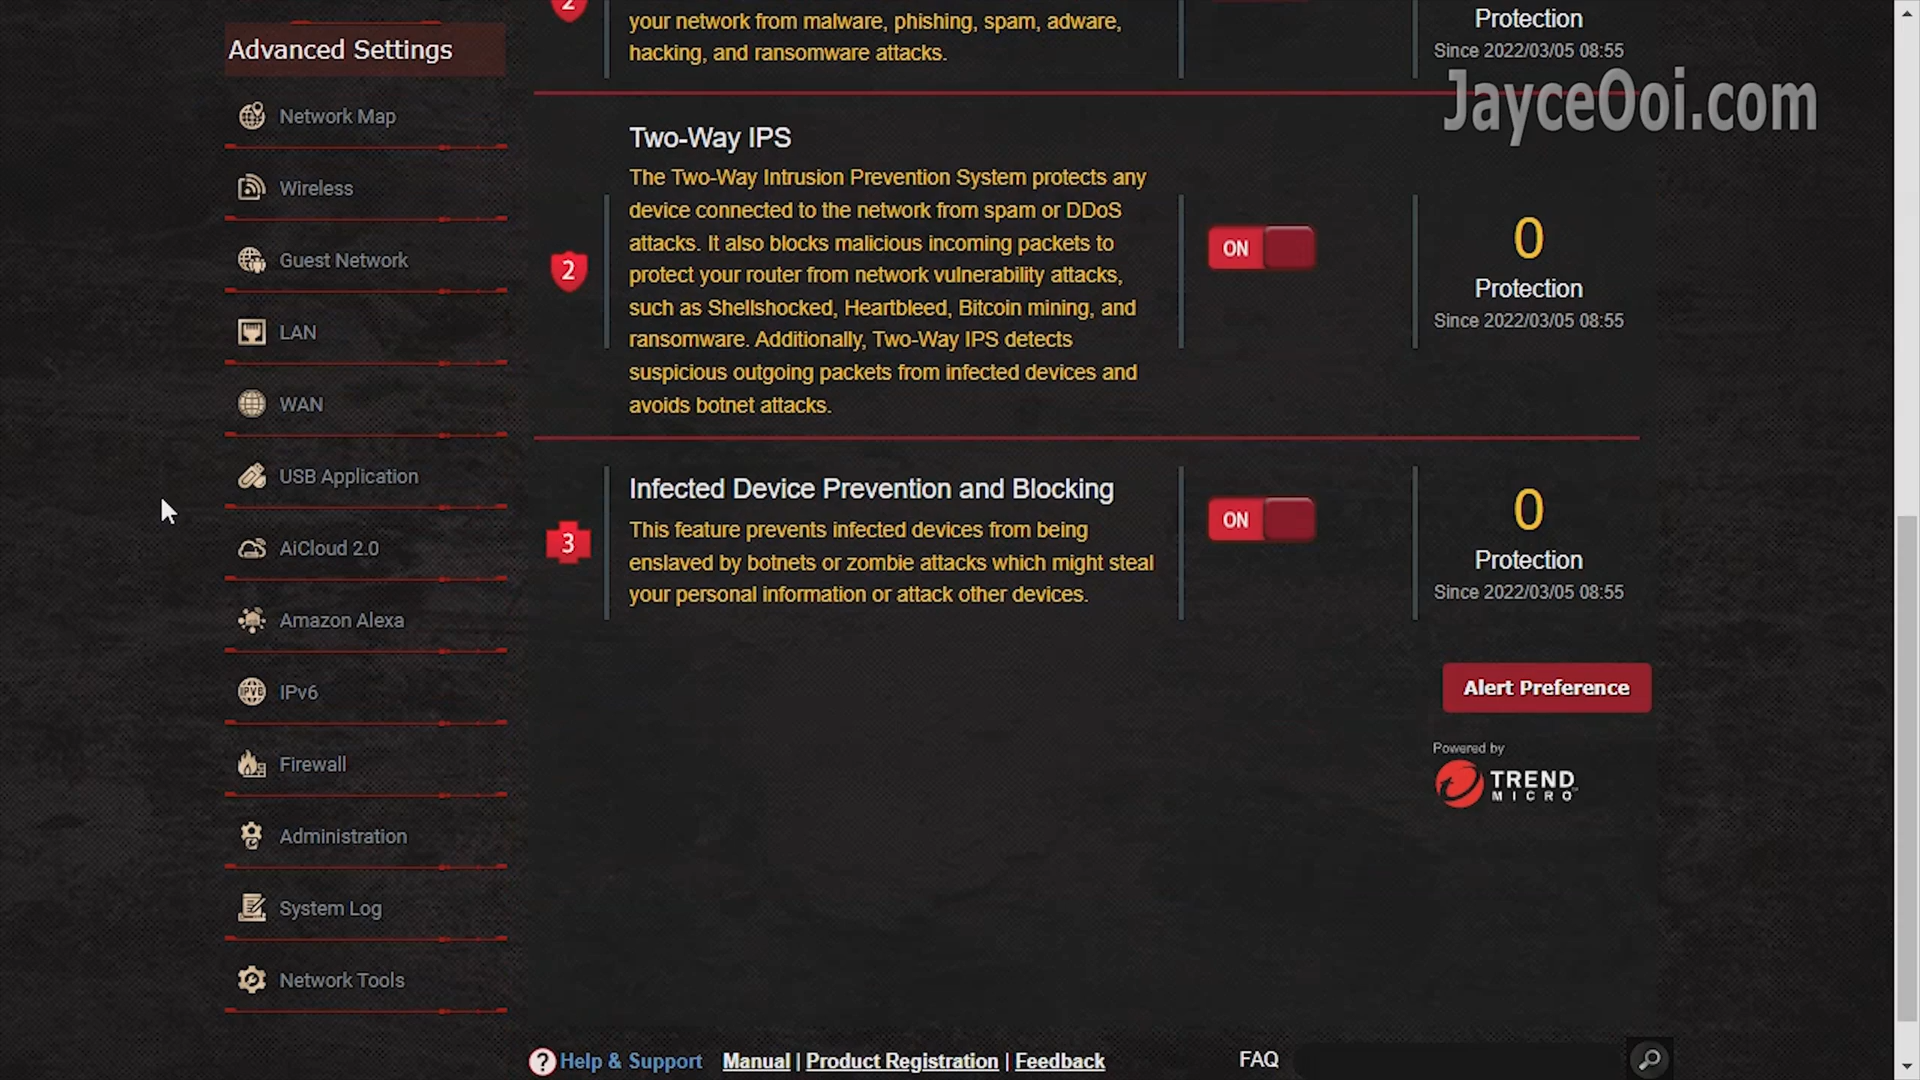 Advanced Settings
Network Map
Wireless
Guest Network
LAN
WAN
USB Application
AiCloud 2.0
Amazon Alexa
IPv6
Firewall
Administration
System Log
Network Tools
2
your network from malware, phishing, spam, adware,
hacking, and ransomware attacks.
Protection
Since 2022/03/05 08:55
JayceOoi.com
2
Two-Way IPS
The Two-Way Intrusion Prevention System protects any
device connected to the network from spam or DDoS
attacks. It also blocks malicious incoming packets to
protect your router from network vulnerability attacks,
such as Shellshocked, Heartbleed, Bitcoin mining, and
ransomware. Additionally, Two-Way IPS detects
suspicious outgoing packets from infected devices and
avoids botnet attacks.
ON
0
Protection
Since 2022/03/05 08:55
3
Infected Device Prevention and Blocking
This feature prevents infected devices from being
enslaved by botnets or zombie attacks which might steal
your personal information or attack other devices.
ON
0
Protection
Since 2022/03/05 08:55
Alert Preference
Powered by
TREND
MICRO
? Help & Support Manual | Product Registration | Feedback FAQ